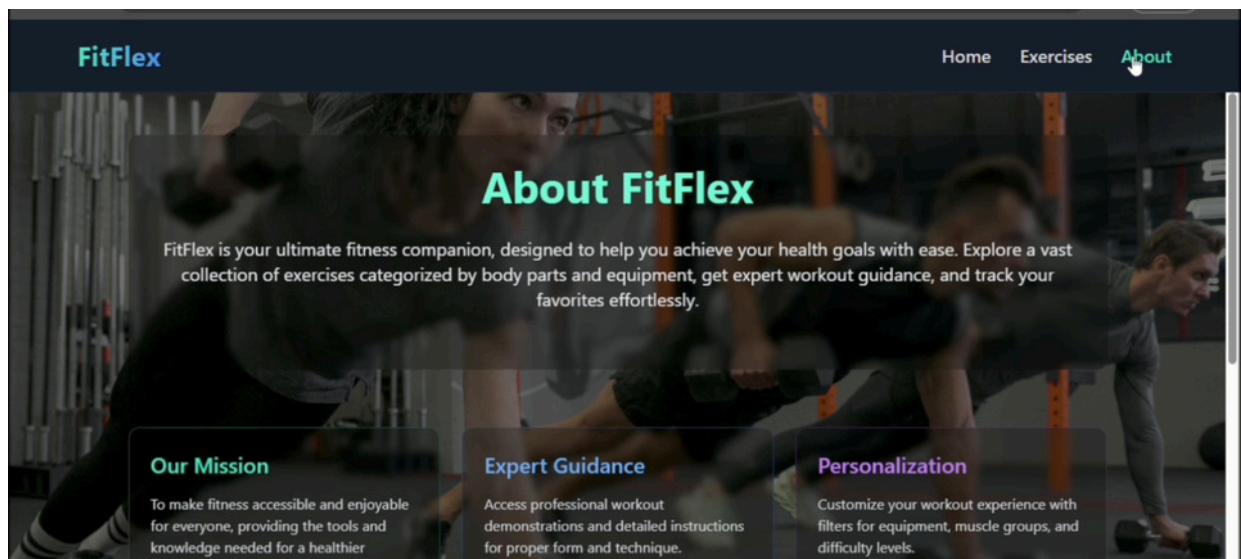 FitFlex
Home Exercises About
About FitFlex
FitFlex is your ultimate fitness companion, designed to help you achieve your health goals with ease. Explore a vast
collection of exercises categorized by body parts and equipment, get expert workout guidance, and track your
favorites effortlessly.
Our Mission
To make fitness accessible and enjoyable
for everyone, providing the tools and
knowledge needed for a healthier
Expert Guidance
Access professional workout
demonstrations and detailed instructions
for proper form and technique.
Personalization
Customize your workout experience with
filters for equipment, muscle groups, and
difficulty levels.